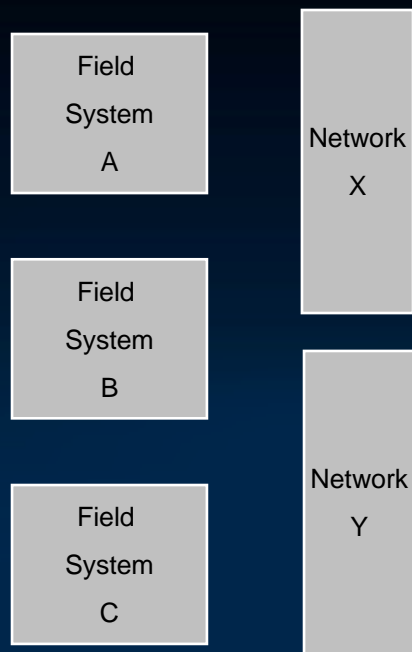 Field
System
A
Network
X
Field
System
B
Network
Y
Field
System
C